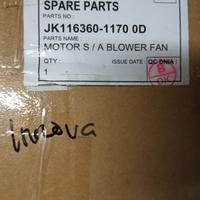 SPARE PARTS
PARTS NO :
JK116360-1170 0D
PARTS NAME :
MOTOR S / A BLOWER FAN
QTY : ISSUE DATE : QC DNIA :
1
B
OK
innova